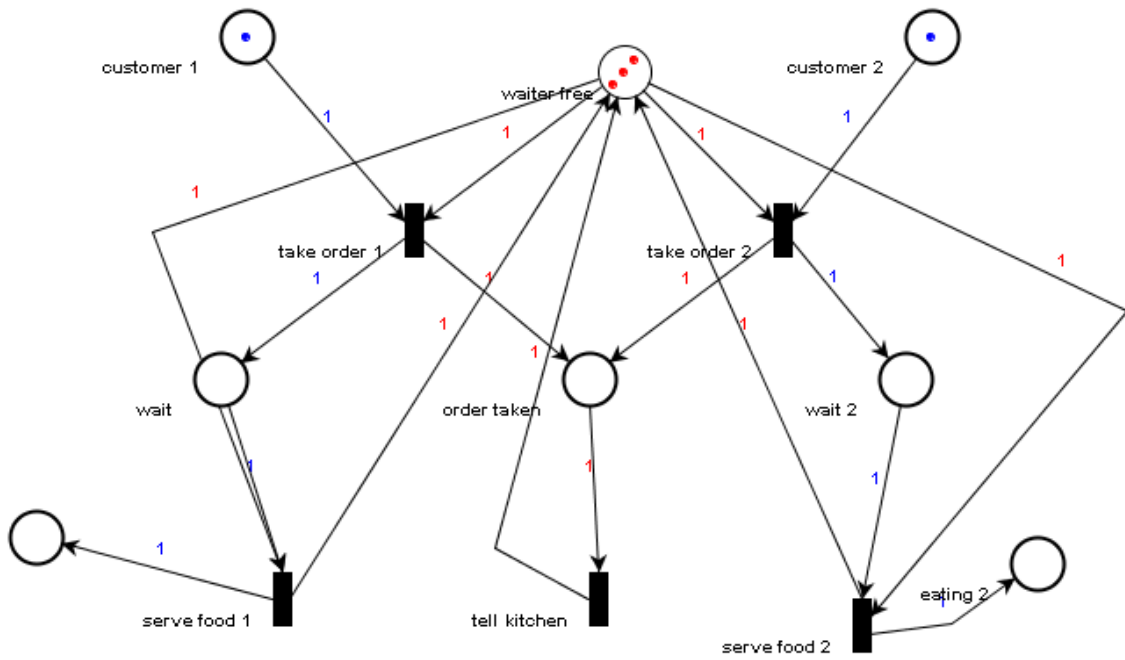 customer 1
customer 2
waiter free
1
1
1
1
1
1
take order 1
take order 2
1
1
1
1
1
1
1
wait
order taken
wait 2
1
1
1
1
eating 2
1
serve food 1
tell kitchen
serve food 2